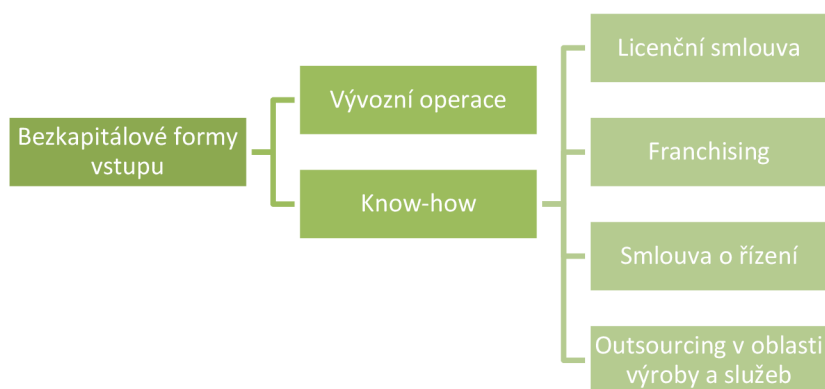 Bezkapitálové formy
vstupu
Vývozní operace
Know-how
Licenční smlouva
Franchising
Smlouva o řízení
Outsourcing v oblasti
výroby a služeb